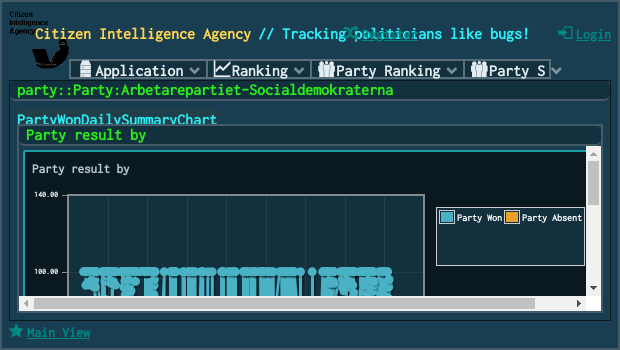 Citizen
Intelligence
Agency
Citizen Intelligence Agency // Tracking politicians like bugs!
Register
Login
Application
Ranking
Party Ranking
Party S
party::Party:Arbetarepartiet-Socialdemokraterna
PartyWonDailySummaryChart
Party result by
Party result by
140.00
100.00
Party Won
Party Absent
Main View